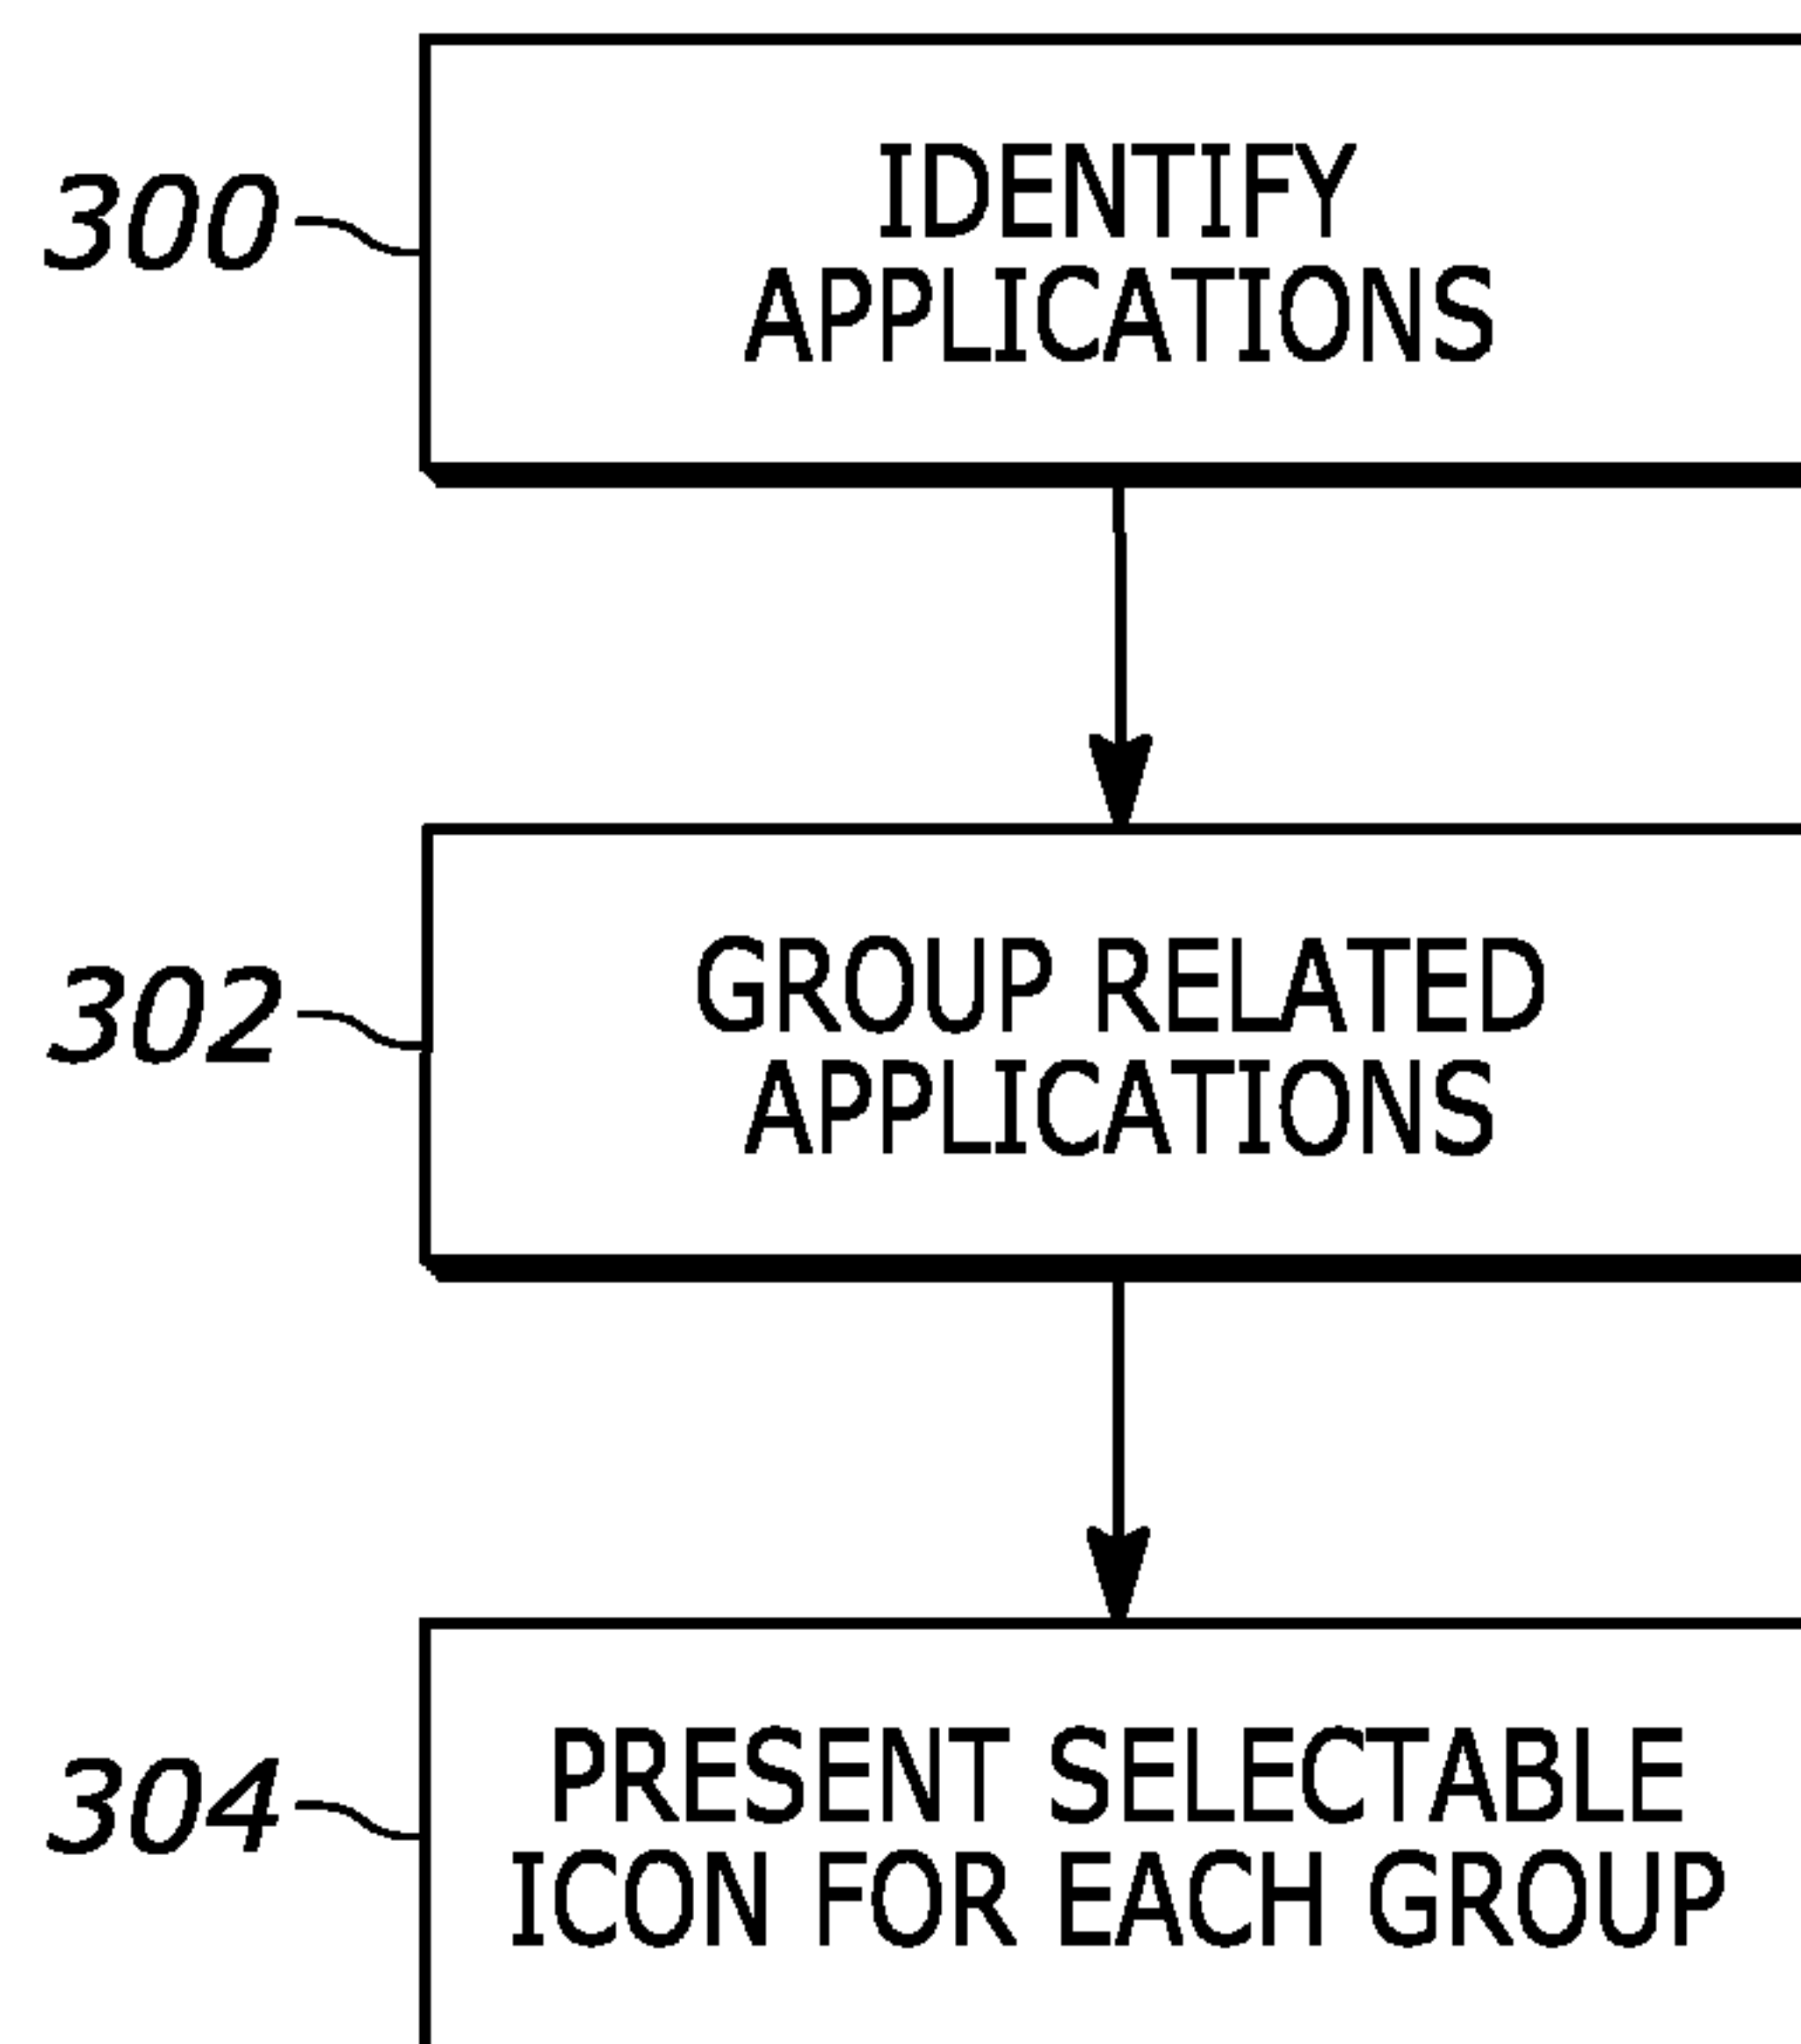 300
IDENTIFY
APPLICATIONS
302
GROUP RELATED
APPLICATIONS
304
PRESENT SELECTABLE
ICON FOR EACH GROUP